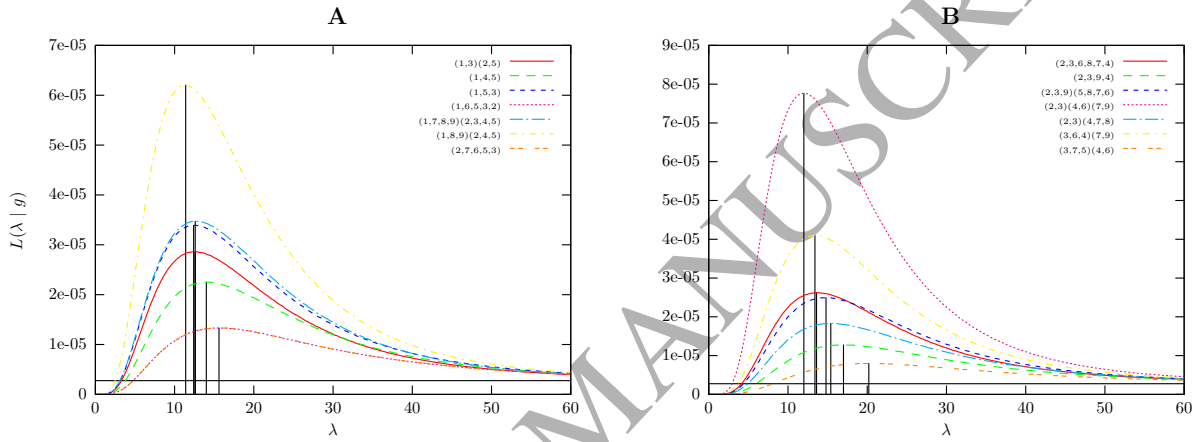 A
7e-05
6e-05
5e-05
4e-05
3e-05
2e-05
1e-05
0
0 10 20 30 40 50 60
L(λ | g)
λ
(1,3)(2,5)
(1,4,5)
(1,5,3)
(1,6,5,3,2)
(1,7,8,9)(2,3,4,5)
(1,8,9)(2,4,5)
(2,7,6,5,3)
B
9e-05
8e-05
7e-05
6e-05
5e-05
4e-05
3e-05
2e-05
1e-05
0
0 10 20 30 40 50 60
λ
(2,3,6,8,7,4)
(2,3,9,4)
(2,3,9)(5,8,7,6)
(2,3)(4,6)(7,9)
(2,3)(4,7,8)
(3,6,4)(7,9)
(3,7,5)(4,6)
MANUSCRI